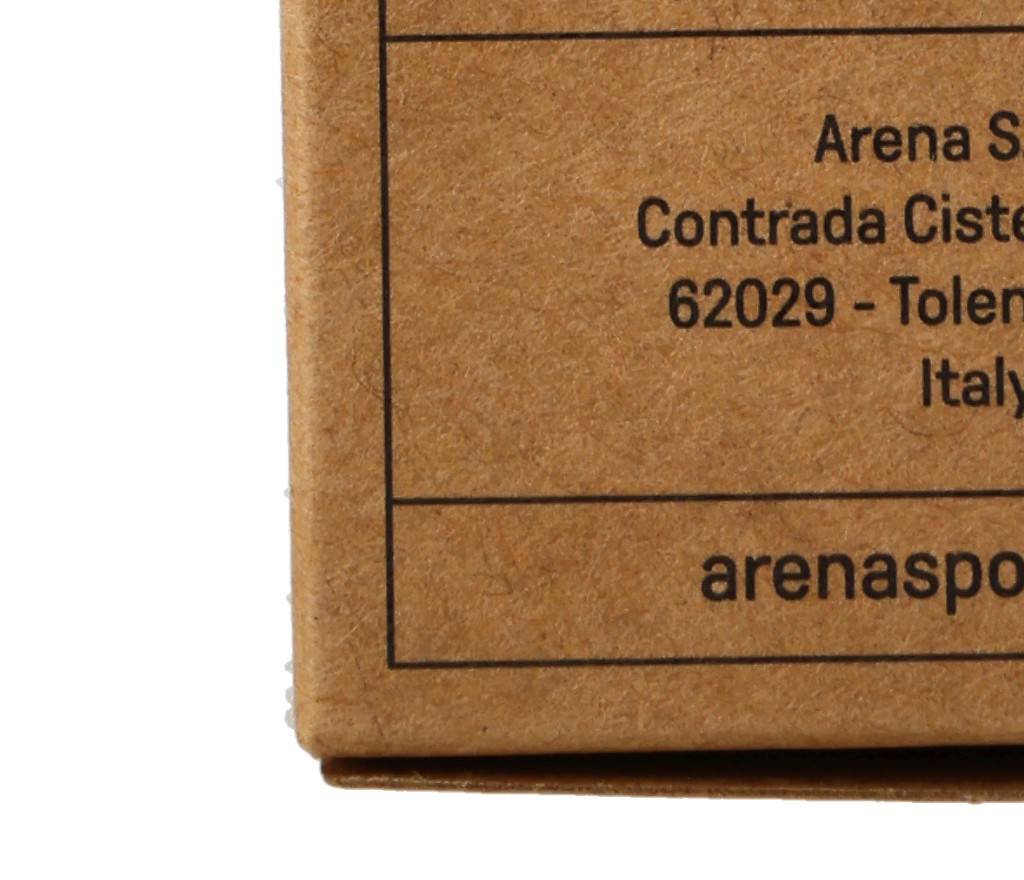 Arena S.
Contrada Ciste
62029 - Tolen
Italy
arenaspo